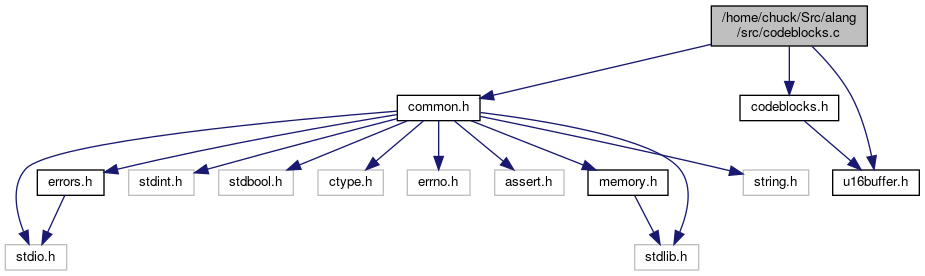 /home/chuck/Src/alang
/src/codeblocks.c
common.h
codeblocks.h
errors.h
stdint.h
stdbool.h
ctype.h
errno.h
assert.h
memory.h
string.h
u16buffer.h
stdio.h
stdlib.h